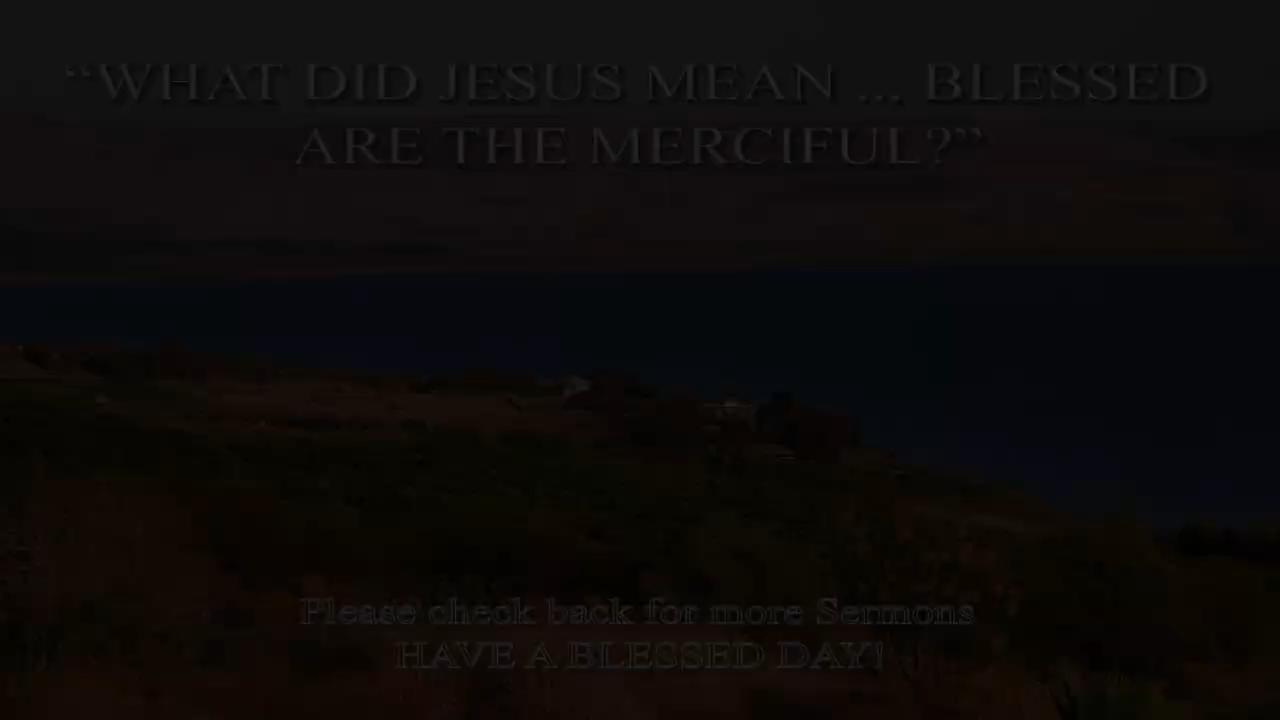 “WHAT DID JESUS MEAN ... BLESSED
ARE THE MERCIFUL?”
Please check back for more Sermons
HAVE A BLESSED DAY!